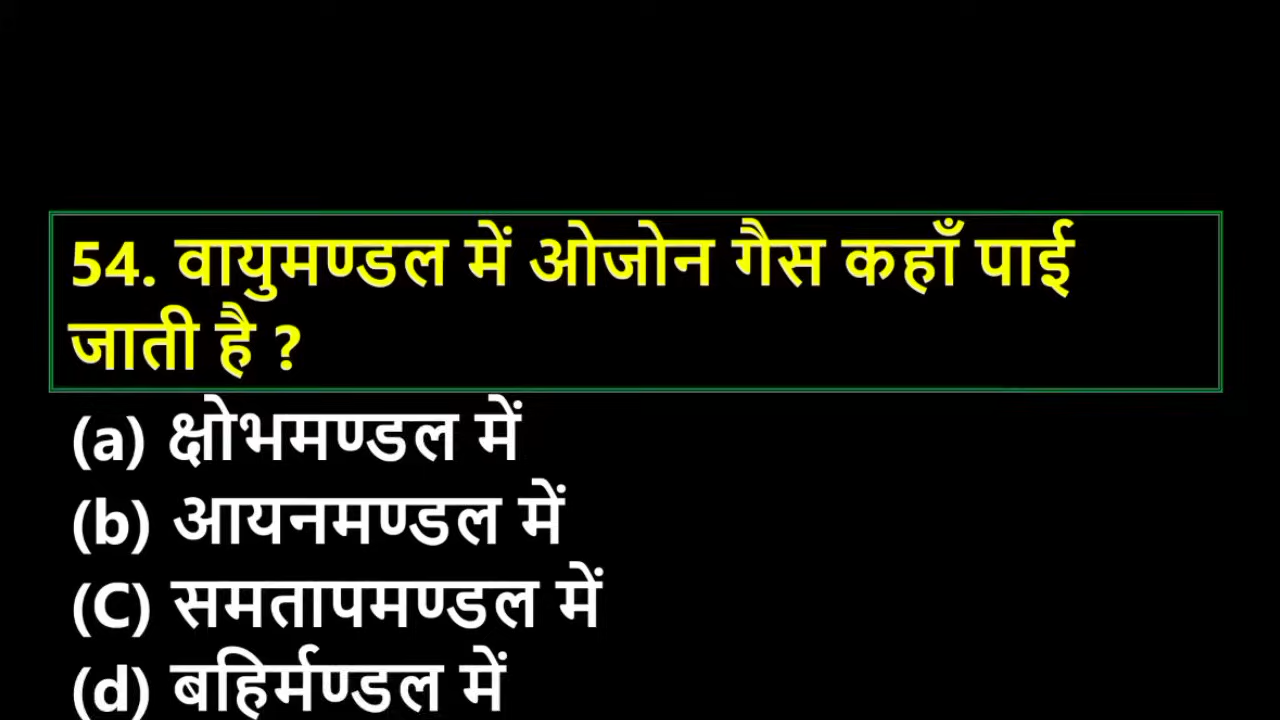 54. वायुमण्डल में ओजोन गैस कहाँ पाई
जाती है ?
(a) क्षोभमण्डल में
(b) आयनमण्डल में
(C) समतापमण्डल में
(d) बहिर्मण्डल में